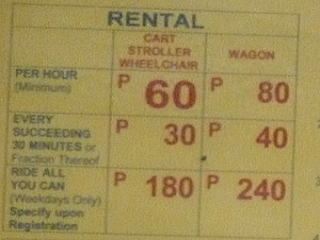 RENTAL
CART
STROLLER
WHEELCHAIR
WAGON
PER HOUR
(Minimum)
P 60
P 80
EVERY
SUCCEEDING
30 MINUTES or
Fraction Thereof
P 30
P 40
RIDE ALL
YOU CAN
(Weekdays Only)
Specify upon
Registration
P 180
P 240